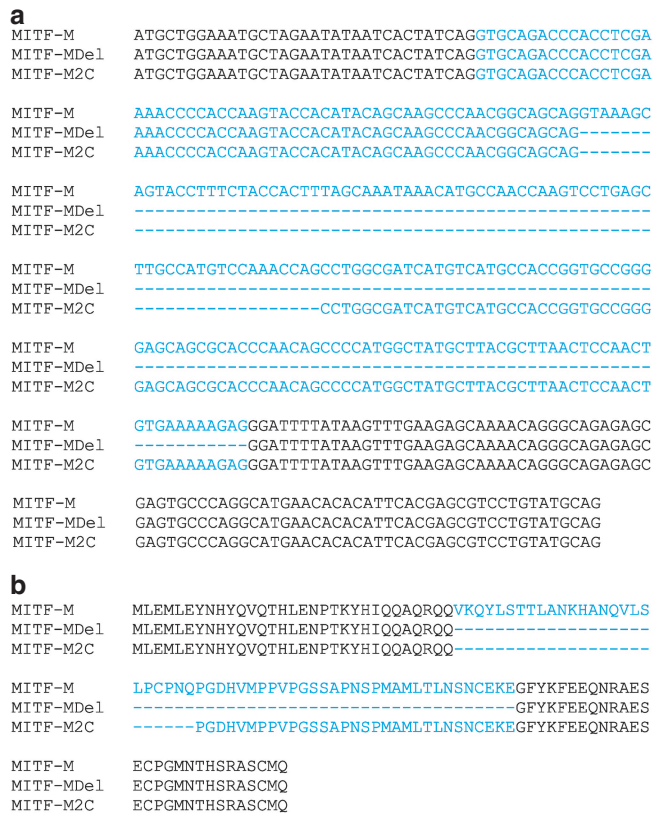 a
MITF-M ATGCTGGAAATGCTAGAATATAATCACTATCAGGTGCAGACCCACCTCGA
MITF-MDel ATGCTGGAAATGCTAGAATATAATCACTATCAGGTGCAGACCCACCTCGA
MITF-M2C ATGCTGGAAATGCTAGAATATAATCACTATCAGGTGCAGACCCACCTCGA
MITF-M AAACCCCACCAAGTACCACATACAGCAAGCCCAACGGCAGCAGGTAAAGC
MITF-MDel AAACCCCACCAAGTACCACATACAGCAAGCCCAACGGCAGCAG-------
MITF-M2C AAACCCCACCAAGTACCACATACAGCAAGCCCAACGGCAGCAG-------
MITF-M AGTACCTTTCTACCACTTTAGCAAATAAACATGCCAACCAAGTCCTGAGC
MITF-MDel --------------------------------------------------
MITF-M2C --------------------------------------------------
MITF-M TTGCCATGTCCAAACCAGCCTGGCGATCATGTCATGCCACCGGTGCCGGG
MITF-MDel --------------------------------------------------
MITF-M2C ------------------CCTGGCGATCATGTCATGCCACCGGTGCCGGG
MITF-M GAGCAGCGCACCCAACAGCCCCATGGCTATGCTTACGCTTAACTCCAACT
MITF-MDel --------------------------------------------------
MITF-M2C GAGCAGCGCACCCAACAGCCCCATGGCTATGCTTACGCTTAACTCCAACT
MITF-M GTGAAAAAGAGGGATTTTATAAGTTTGAAGAGCAAAACAGGGCAGAGAGC
MITF-MDel -----------GGATTTTATAAGTTTGAAGAGCAAAACAGGGCAGAGAGC
MITF-M2C GTGAAAAAGAGGGATTTTATAAGTTTGAAGAGCAAAACAGGGCAGAGAGC
MITF-M GAGTGCCCAGGCATGAACACACACATTCACGAGCGTCCTGTATGCAG
MITF-MDel GAGTGCCCAGGCATGAACACACACATTCACGAGCGTCCTGTATGCAG
MITF-M2C GAGTGCCCAGGCATGAACACACACATTCACGAGCGTCCTGTATGCAG
b
MITF-M MLEMLEYNHYQVQTHLENPTKYHIQQAQRQQVKQYLSTTLANKHANQVLS
MITF-MDel MLEMLEYNHYQVQTHLENPTKYHIQQAQRQQ-------------------
MITF-M2C MLEMLEYNHYQVQTHLENPTKYHIQQAQRQQ-------------------
MITF-M LPCPNQPGDHVMPPVPGSSAPNSPMAMLTLNSNCEKEGFYKFEEQNRAES
MITF-MDel -------------------------------------GFYKFEEQNRAES
MITF-M2C ------PGDHVMPPVPGSSAPNSPMAMLTLNSNCEKEGFYKFEEQNRAES
MITF-M ECPGMNTHSRASCMQ
MITF-MDel ECPGMNTHSRASCMQ
MITF-M2C ECPGMNTHSRASCMQ